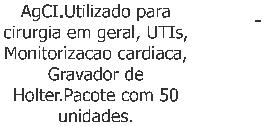 AgCI.Utilizado para
cirurgia em geral, UTIs,
Monitorizacao cardiaca,
Gravador de
Holter.Pacote com 50
unidades.
-